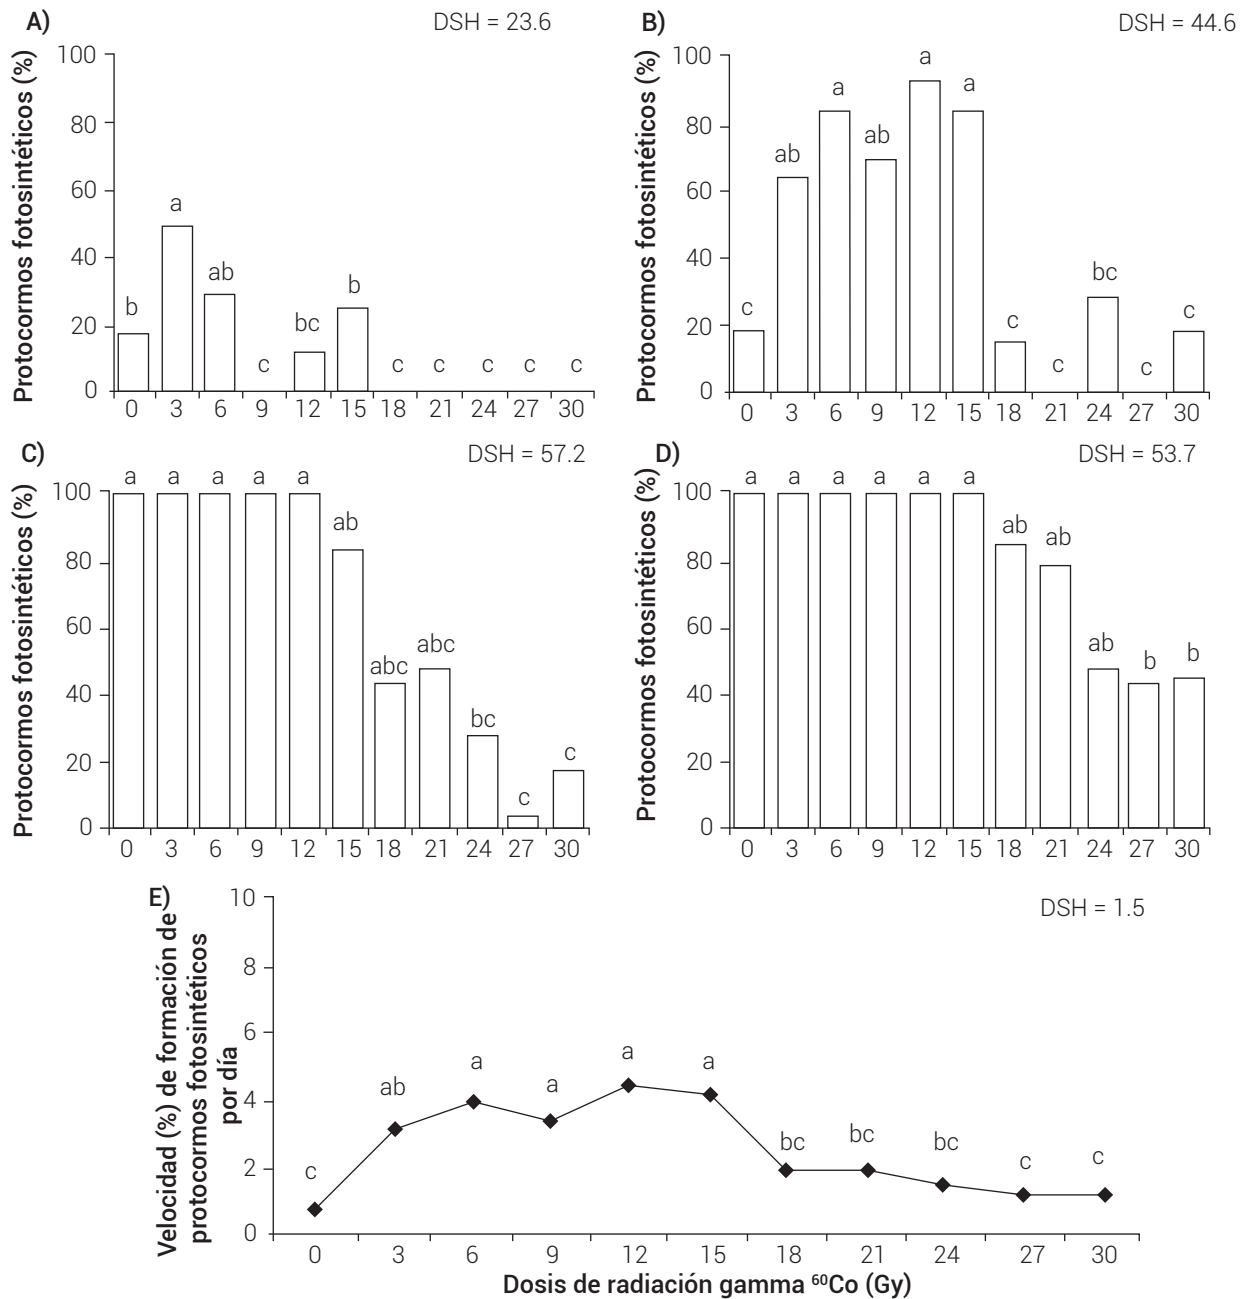 A)
DSH = 23.6
Protocormos fotosintéticos (%)
100
80
60
40
20
0
b
a
ab
c
bc
b
c
c
c
c
c
0 3 6 9 12 15 18 21 24 27 30
B)
DSH = 44.6
Protocormos fotosintéticos (%)
100
80
60
40
20
0
c
ab
a
ab
a
a
c
c
bc
c
c
0 3 6 9 12 15 18 21 24 27 30
C)
DSH = 57.2
Protocormos fotosintéticos (%)
100
80
60
40
20
0
a
a
a
a
a
ab
abc
abc
bc
c
c
0 3 6 9 12 15 18 21 24 27 30
D)
DSH = 53.7
Protocormos fotosintéticos (%)
100
80
60
40
20
0
a
a
a
a
a
a
ab
ab
ab
b
b
0 3 6 9 12 15 18 21 24 27 30
E)
DSH = 1.5
Velocidad (%) de formación de
protocormos fotosintéticos
por día
10
8
6
4
2
0
c
ab
a
a
a
a
bc
bc
bc
c
c
0 3 6 9 12 15 18 21 24 27 30
Dosis de radiación gamma ⁶⁰Co (Gy)